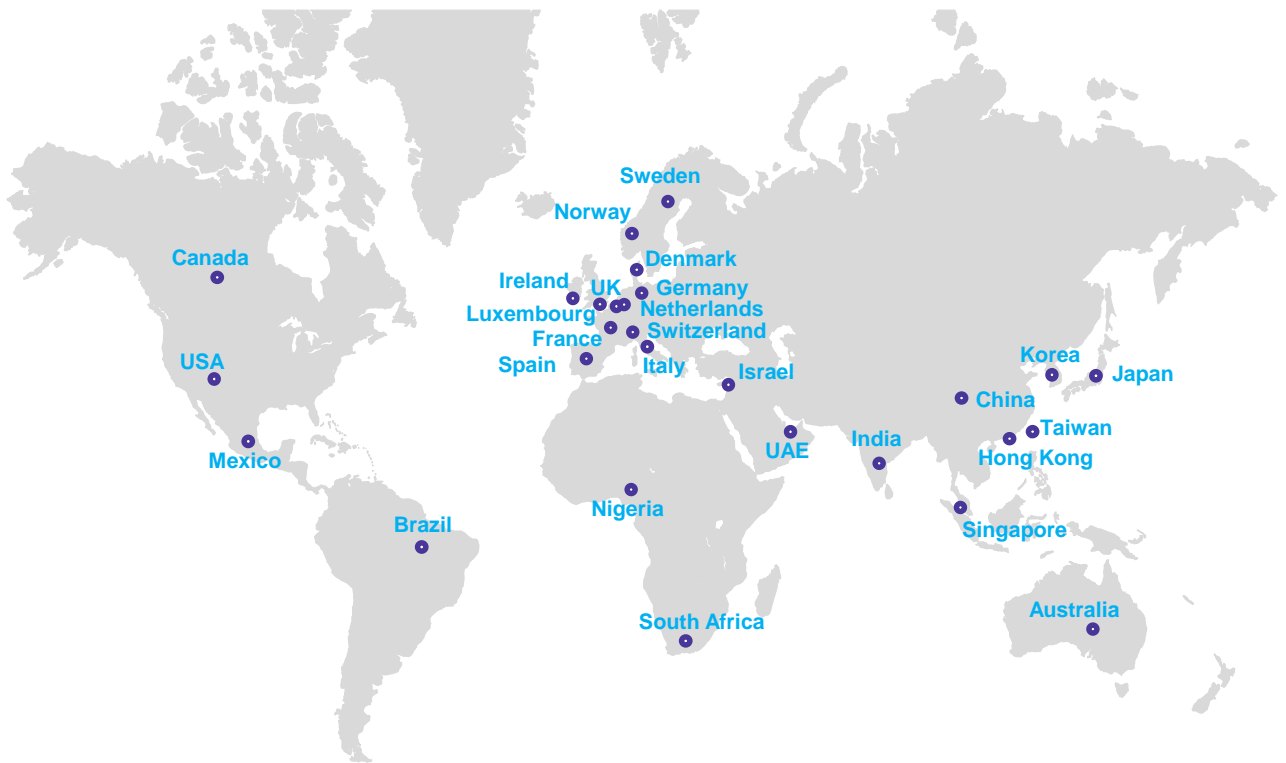 Sweden
Norway
Canada
Denmark
Ireland
UK
Germany
Luxembourg
Netherlands
France
Switzerland
USA
Spain
Italy
Israel
Korea
Japan
China
Mexico
UAE
India
Taiwan
Hong Kong
Nigeria
Brazil
Singapore
South Africa
Australia